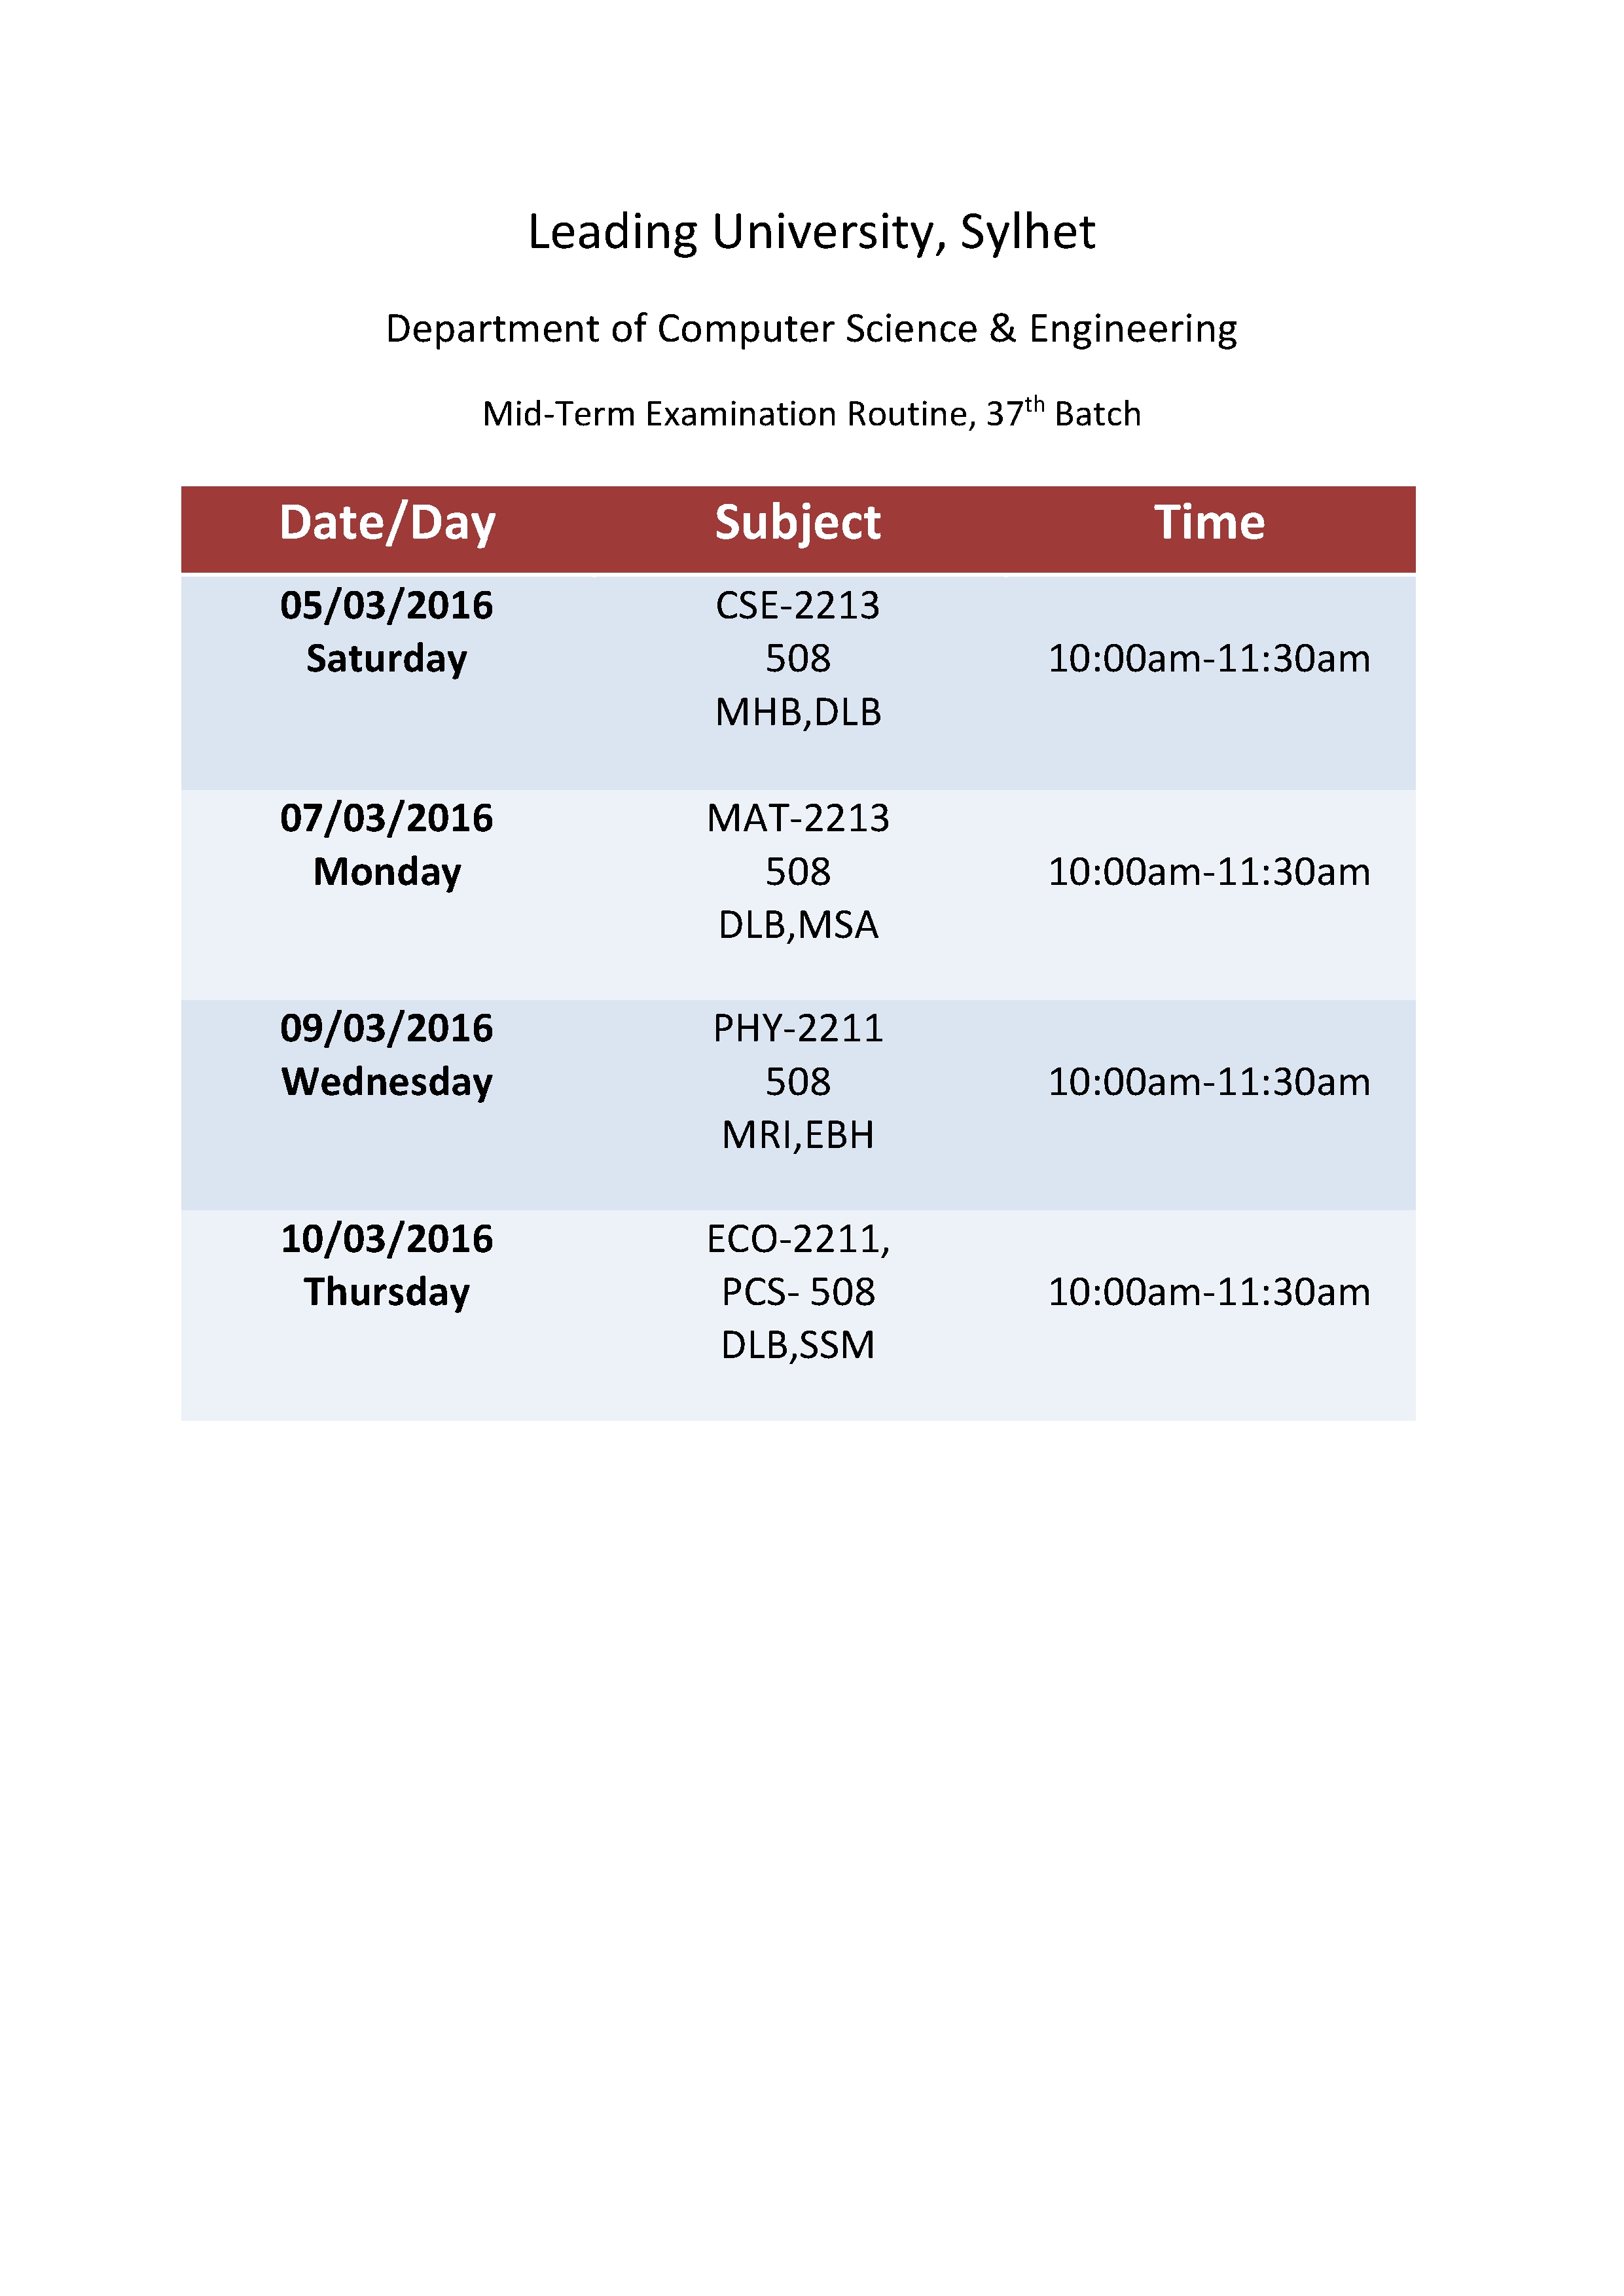 Leading University, Sylhet
Department of Computer Science & Engineering
Mid-Term Examination Routine, 37th Batch
Date/Day Subject Time
05/03/2016
Saturday
CSE-2213
508
MHB,DLB
10:00am-11:30am
07/03/2016
Monday
MAT-2213
508
DLB,MSA
10:00am-11:30am
09/03/2016
Wednesday
PHY-2211
508
MRI,EBH
10:00am-11:30am
10/03/2016
Thursday
ECO-2211,
PCS- 508
DLB,SSM
10:00am-11:30am